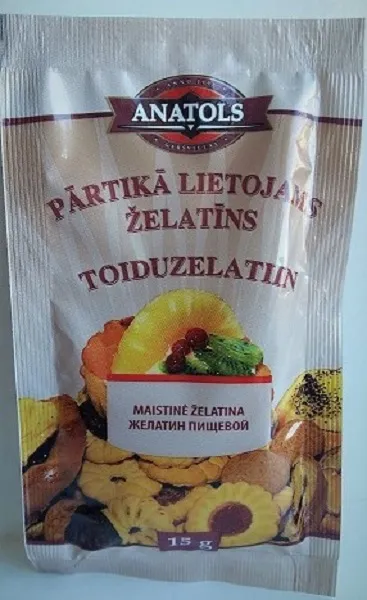 ANATOLS
PĀRTIKĀ LIETOJAMS
ŽELATĪNS
TOIDUZELATIIN
MAISTINĖ ŽELATINA
ЖЕЛАТИН ПИЩЕВОЙ
15 g